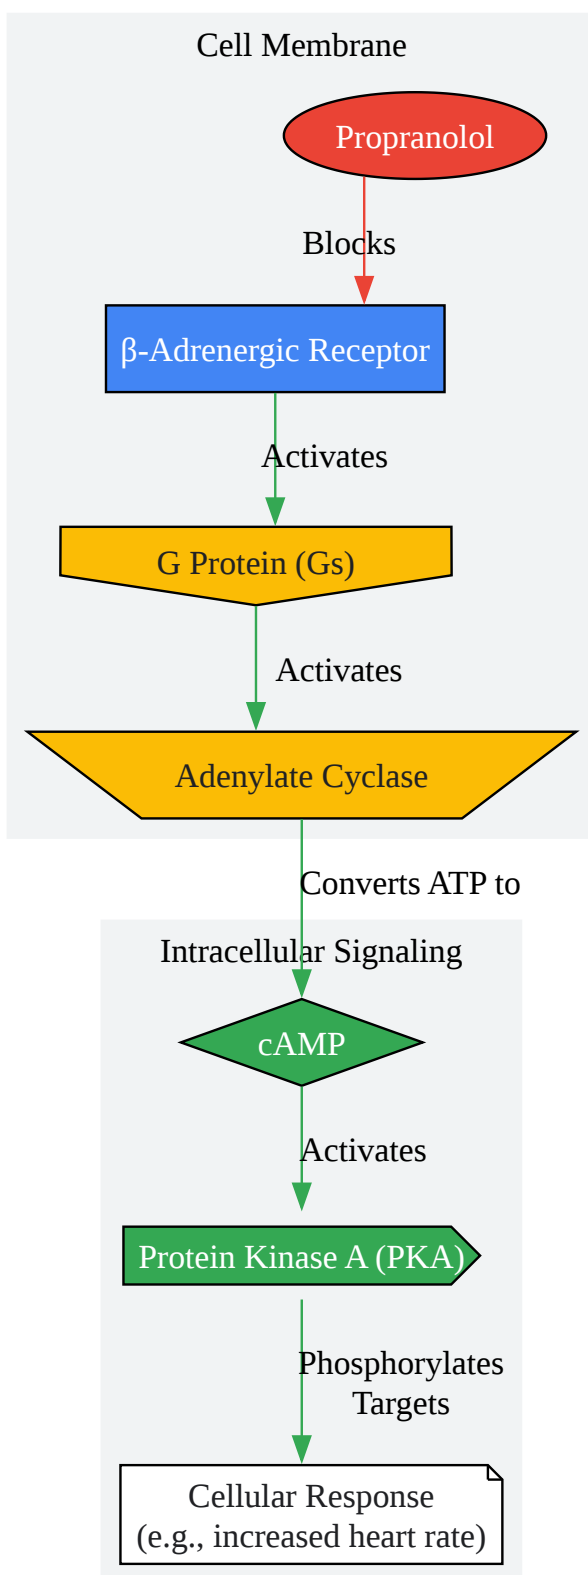 Cell Membrane
Propranolol
Blocks
β-Adrenergic Receptor
Activates
G Protein (Gs)
Activates
Adenylate Cyclase
Converts ATP to
Intracellular Signaling
cAMP
Activates
Protein Kinase A (PKA)
Phosphorylates
Targets
Cellular Response
(e.g., increased heart rate)